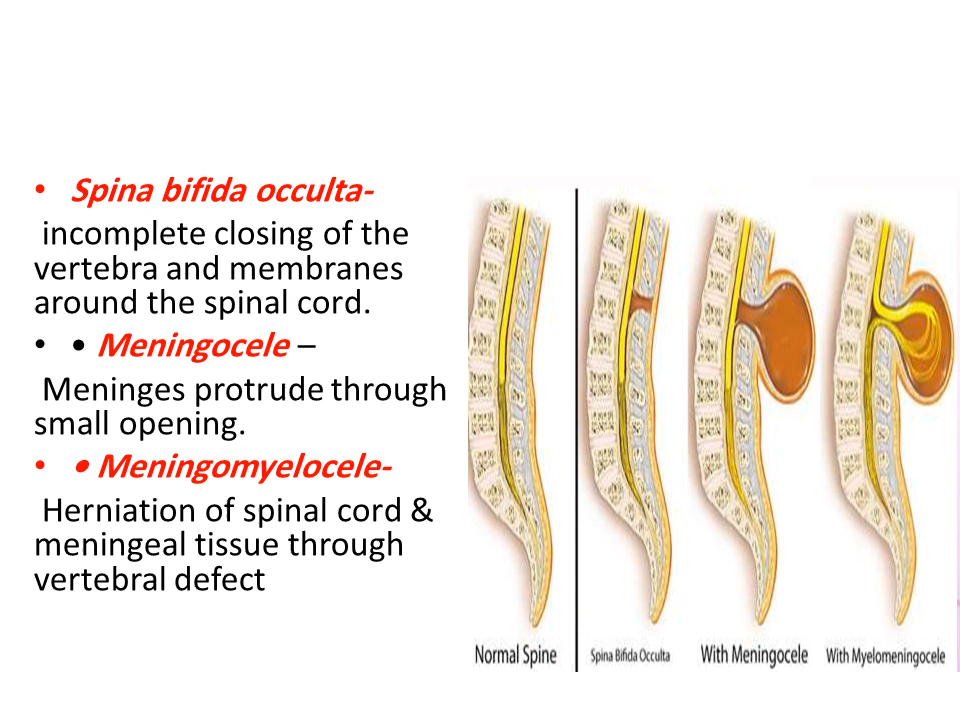 • Spina bifida occulta-
incomplete closing of the
vertebra and membranes
around the spinal cord.
• • Meningocele –
Meninges protrude through
small opening.
• • Meningomyelocele-
Herniation of spinal cord &
meningeal tissue through
vertebral defect
Normal Spine
Spina Bifida Occulta
With Meningocele
With Myelomeningocele